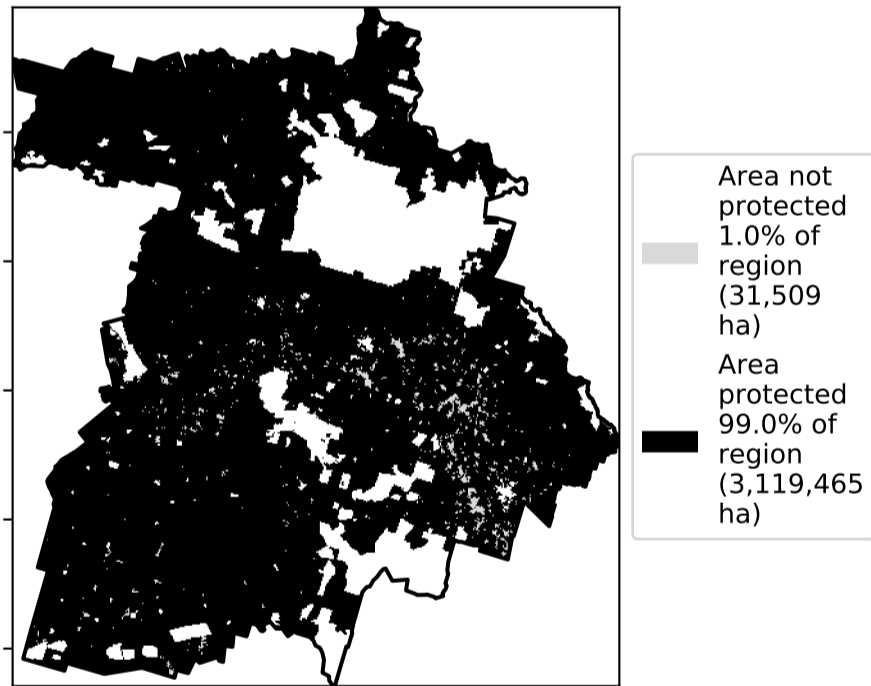 Area not
protected
1.0% of
region
(31,509
ha)
Area
protected
99.0% of
region
(3,119,465
ha)